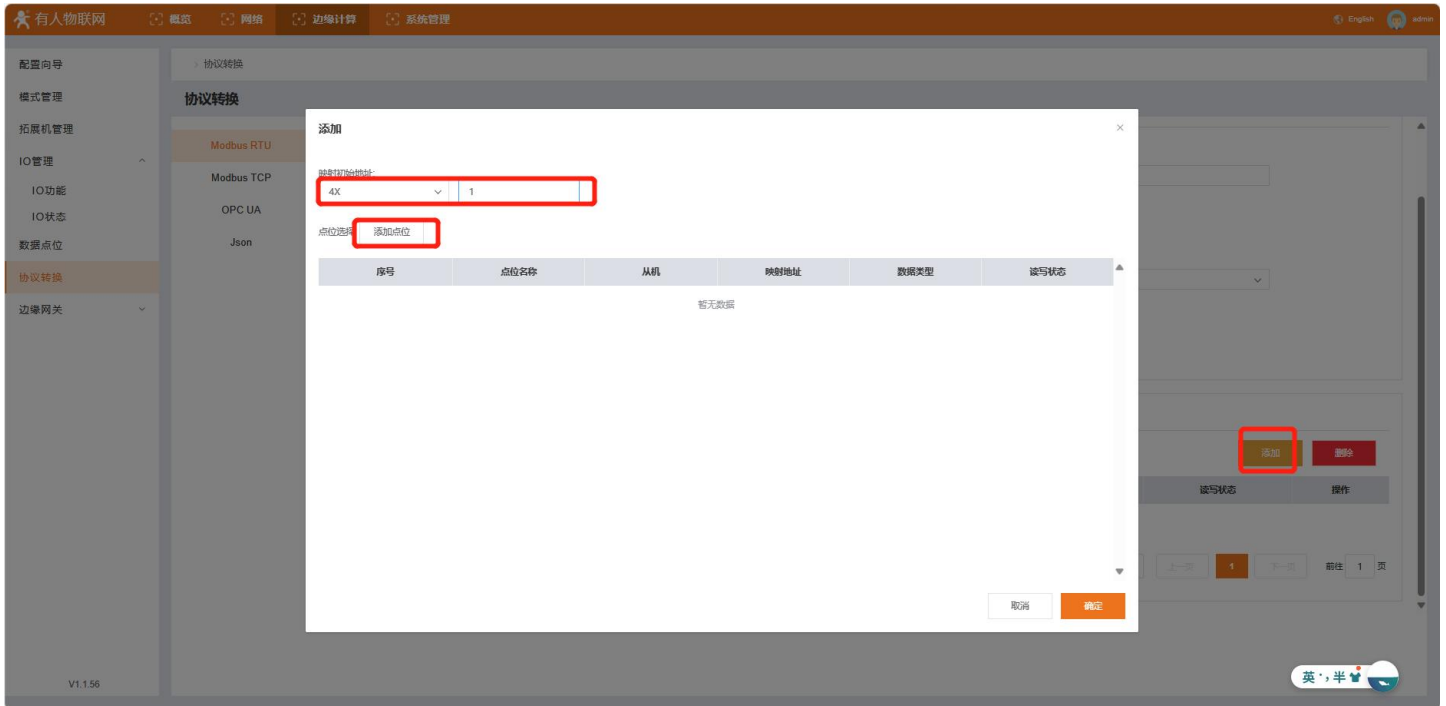 有人物联网 概览 网络 边缘计算 系统管理 English admin
配置向导
模式管理
拓展机管理
IO管理
IO功能
IO状态
数据点位
协议转换
边缘网关
V1.1.56
协议转换
协议转换
Modbus RTU
Modbus TCP
OPC UA
Json
添加 ×
映射初始地址:
4X 1
点位选择 添加点位
序号 点位名称 从机 映射地址 数据类型 读写状态
暂无数据
取消 确定
添加 删除
读写状态 操作
上一页 1 下一页 前往 1 页
英 ·, 半